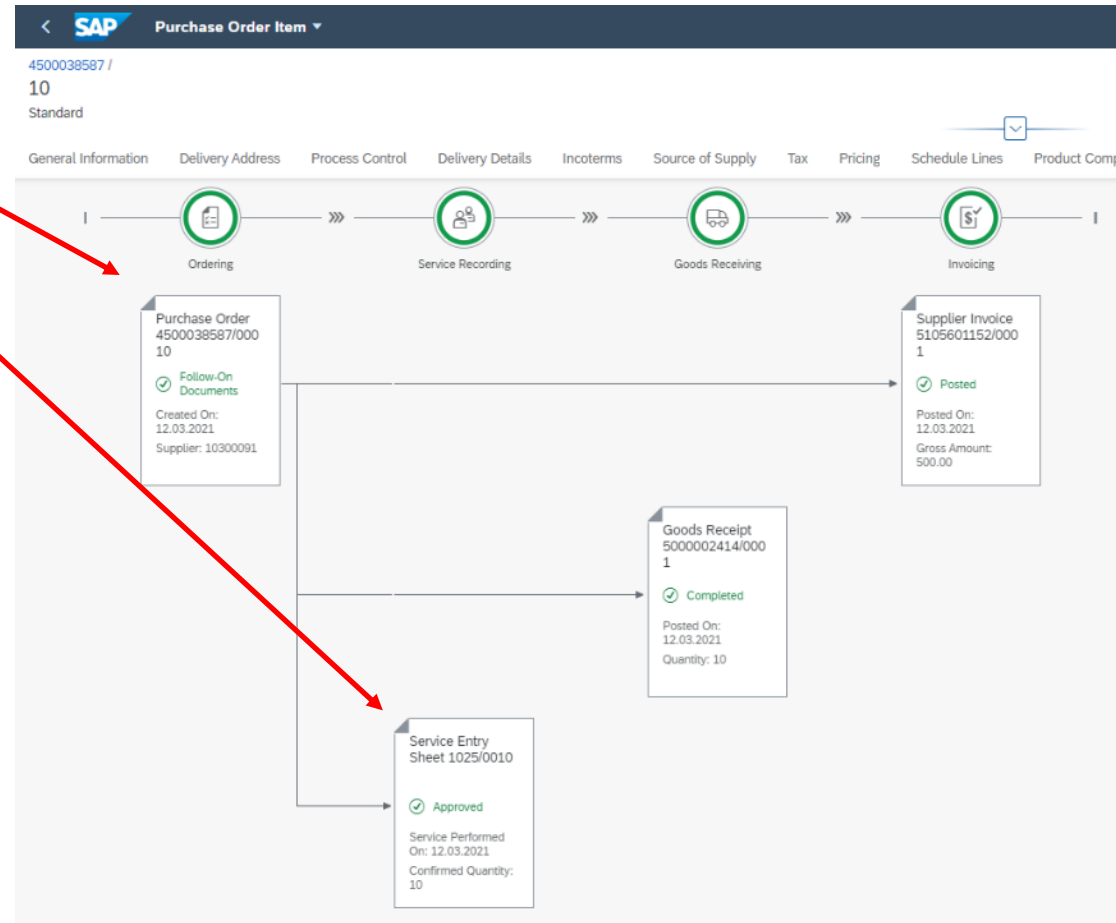 SAP Purchase Order Item
4500038587 /
10
Standard
General Information Delivery Address Process Control Delivery Details Incoterms Source of Supply Tax Pricing Schedule Lines Product Comp
Ordering Service Recording Goods Receiving Invoicing
Purchase Order
4500038587/000
10
Follow-On
Documents
Created On:
12.03.2021
Supplier: 10300091
Supplier Invoice
5105601152/000
1
Posted
Posted On:
12.03.2021
Gross Amount:
500.00
Goods Receipt
5000002414/000
1
Completed
Posted On:
12.03.2021
Quantity: 10
Service Entry
Sheet 1025/0010
Approved
Service Performed
On: 12.03.2021
Confirmed Quantity:
10